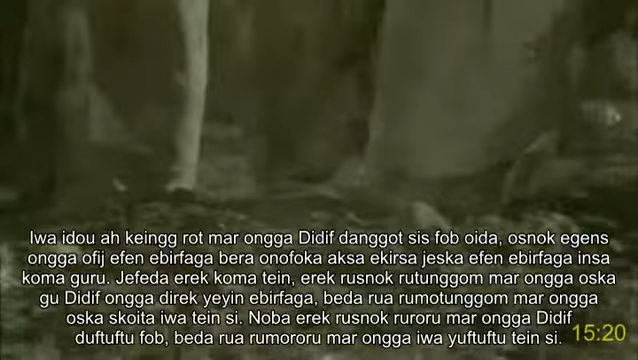 Iwa idou ah keingg rot mar ongga Didif danggot sis fob oida, osnok egens
ongga ofij efen ebirfaga bera onofoka aksa ekirsa jeska efen ebirfaga insa
koma guru. Jefeda erek koma tein, erek rusnok rutunggom mar ongga oska
gu Didif ongga direk yeyin ebirfaga, beda rua rumotunggom mar ongga
oska skoita iwa tein si. Noba erek rusnok ruroru mar ongga Didif
duftuftu fob, beda rua rumororu mar ongga iwa yuftuftu tein si.
15:20